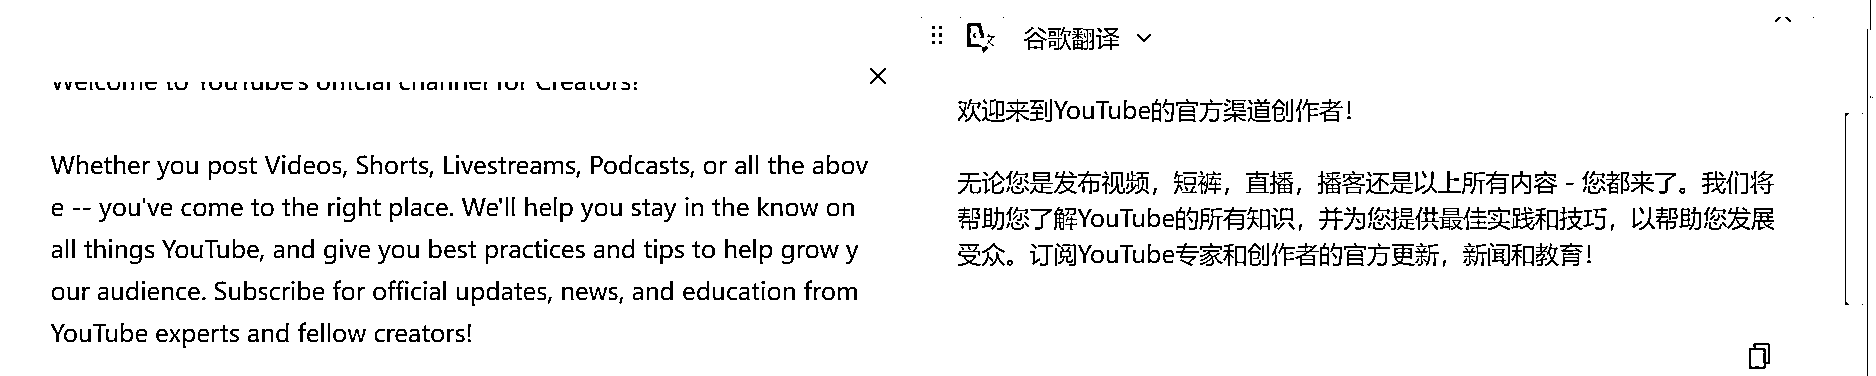 Welcome to YouTube's official channel for Creators!
Whether you post Videos, Shorts, Livestreams, Podcasts, or all the abov
e -- you've come to the right place. We'll help you stay in the know on
all things YouTube, and give you best practices and tips to help grow y
our audience. Subscribe for official updates, news, and education from
YouTube experts and fellow creators!
谷歌翻译
欢迎来到YouTube的官方渠道创作者！
无论您是发布视频，短裤，直播，播客还是以上所有内容 - 您都来了。我们将
帮助您了解YouTube的所有知识，并为您提供最佳实践和技巧，以帮助您发展
受众。订阅YouTube专家和创作者的官方更新，新闻和教育！